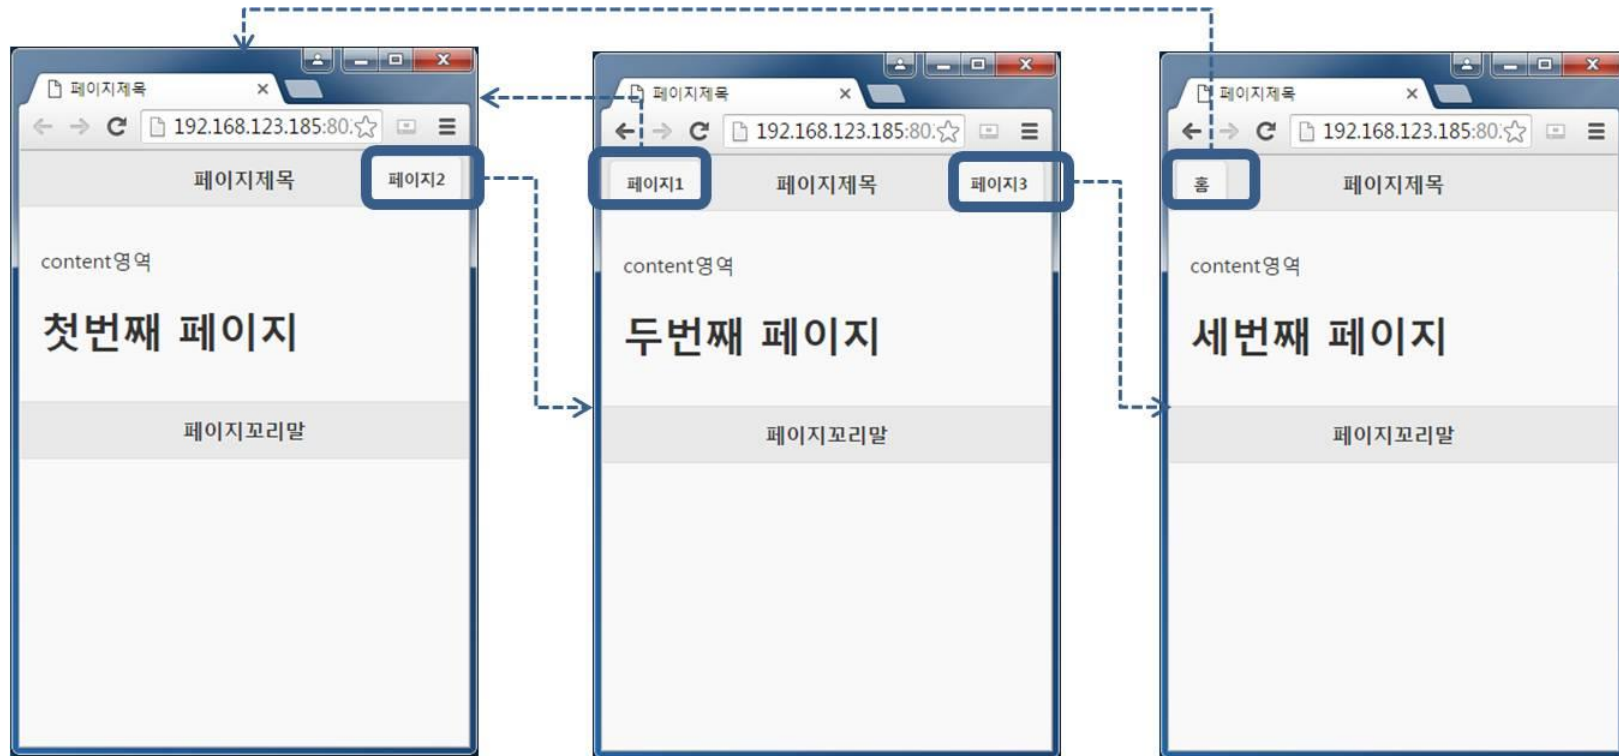 페이지제목
192.168.123.185:80
페이지제목
페이지2
content영역
첫번째 페이지
페이지꼬리말
페이지제목
192.168.123.185:80
페이지1
페이지제목
페이지3
content영역
두번째 페이지
페이지꼬리말
페이지제목
192.168.123.185:80
홈
페이지제목
content영역
세번째 페이지
페이지꼬리말